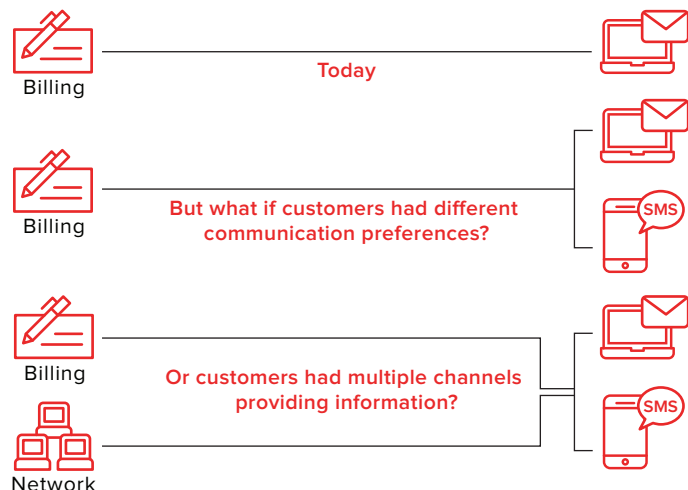 Billing
Today
Billing
But what if customers had different
communication preferences?
SMS
Billing
Or customers had multiple channels
providing information?
SMS
Network